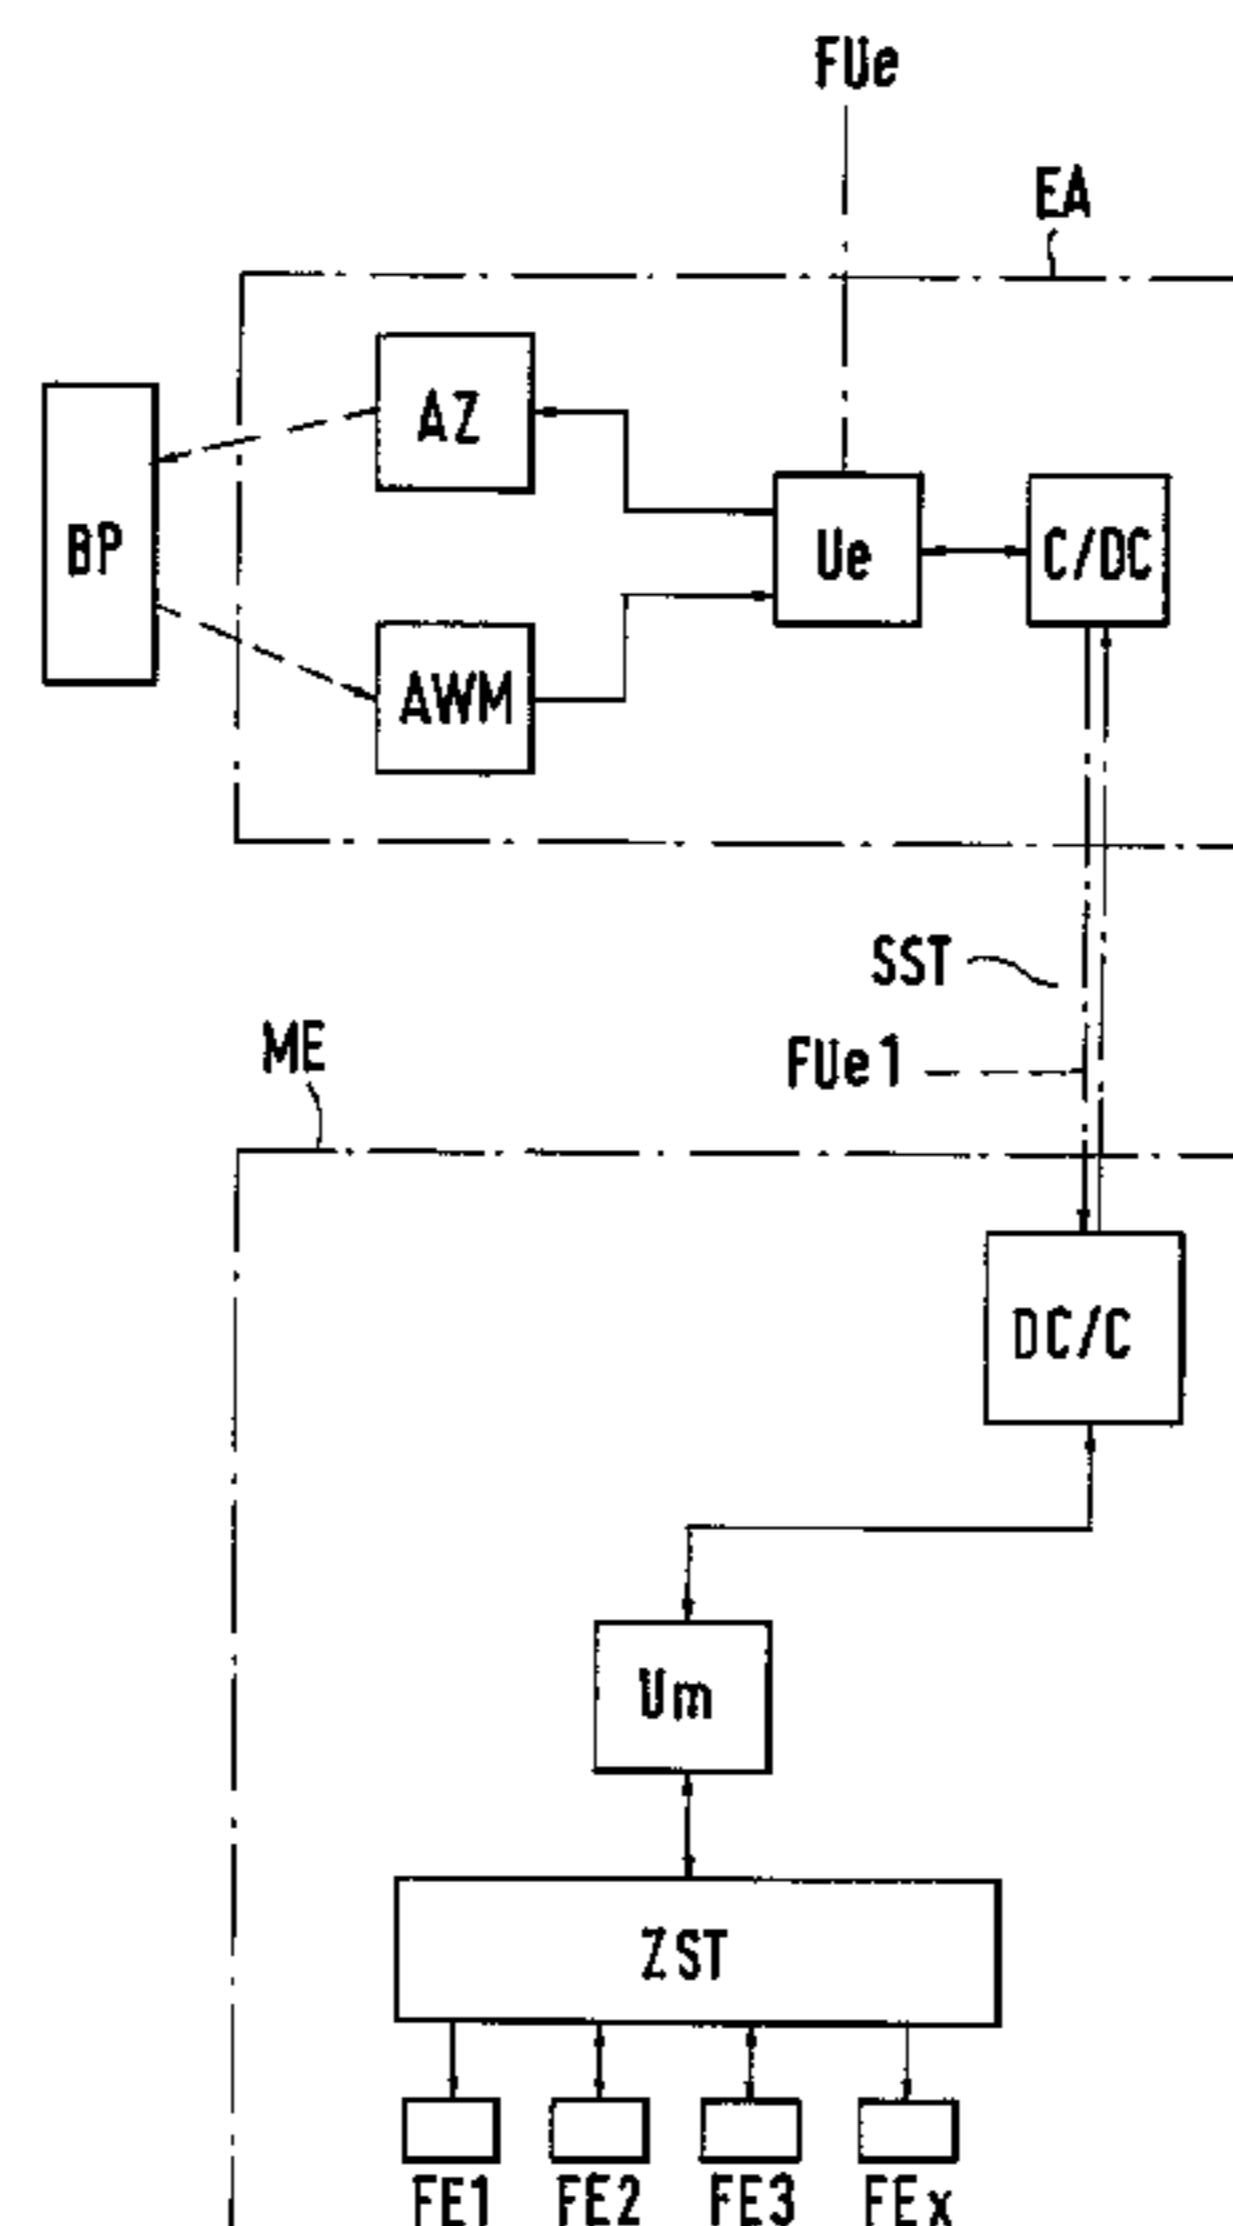 FUe
EA
AZ
BP
Ue
C/DC
AWM
SST
ME
FUe1
DC/C
Um
ZST
FE1 FE2 FE3 FEx